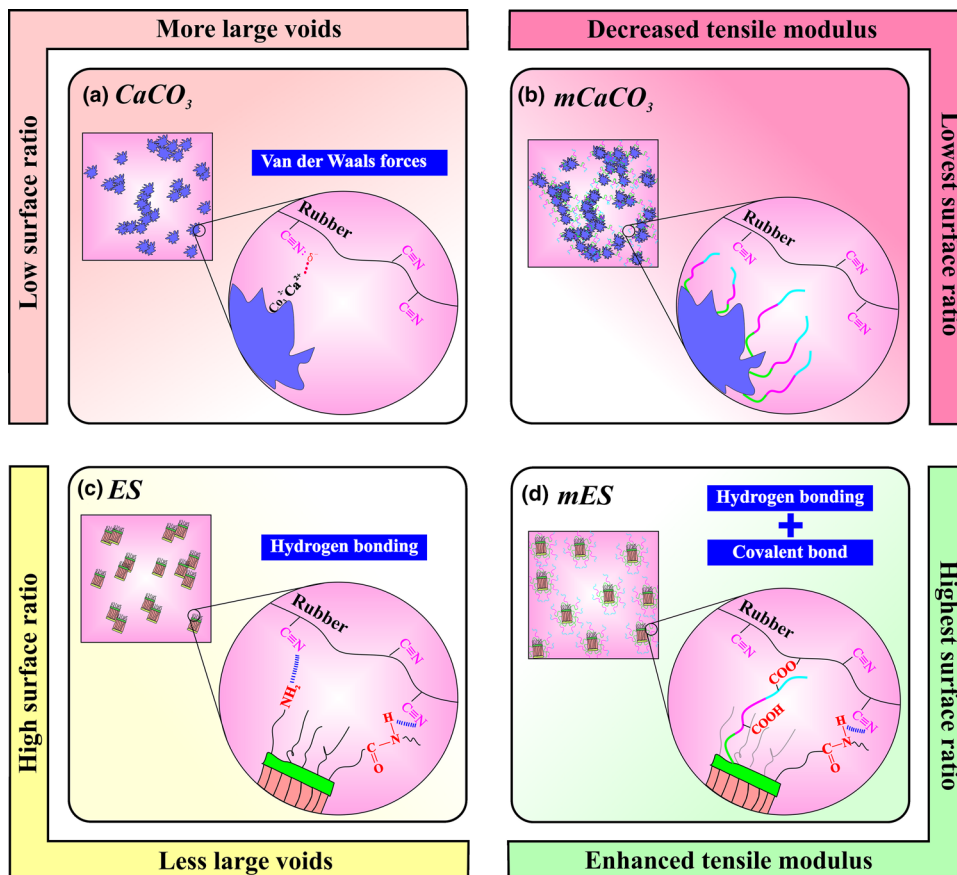 More large voids
Decreased tensile modulus
Low surface ratio
(a) CaCO₃
Van der Waals forces
Rubber
C≡N: δ⁻
C≡N
C≡N
Co₃²⁻ Ca²⁺
(b) mCaCO₃
Rubber
C≡N
C≡N
C≡N
Lowest surface ratio
High surface ratio
(c) ES
Hydrogen bonding
Rubber
C≡N
C≡N
C≡N
NH₂
H
C–N
O
(d) mES
Hydrogen bonding
+
Covalent bond
Rubber
C≡N
COO
C≡N
COOH
H
C–N
O
Highest surface ratio
Less large voids
Enhanced tensile modulus